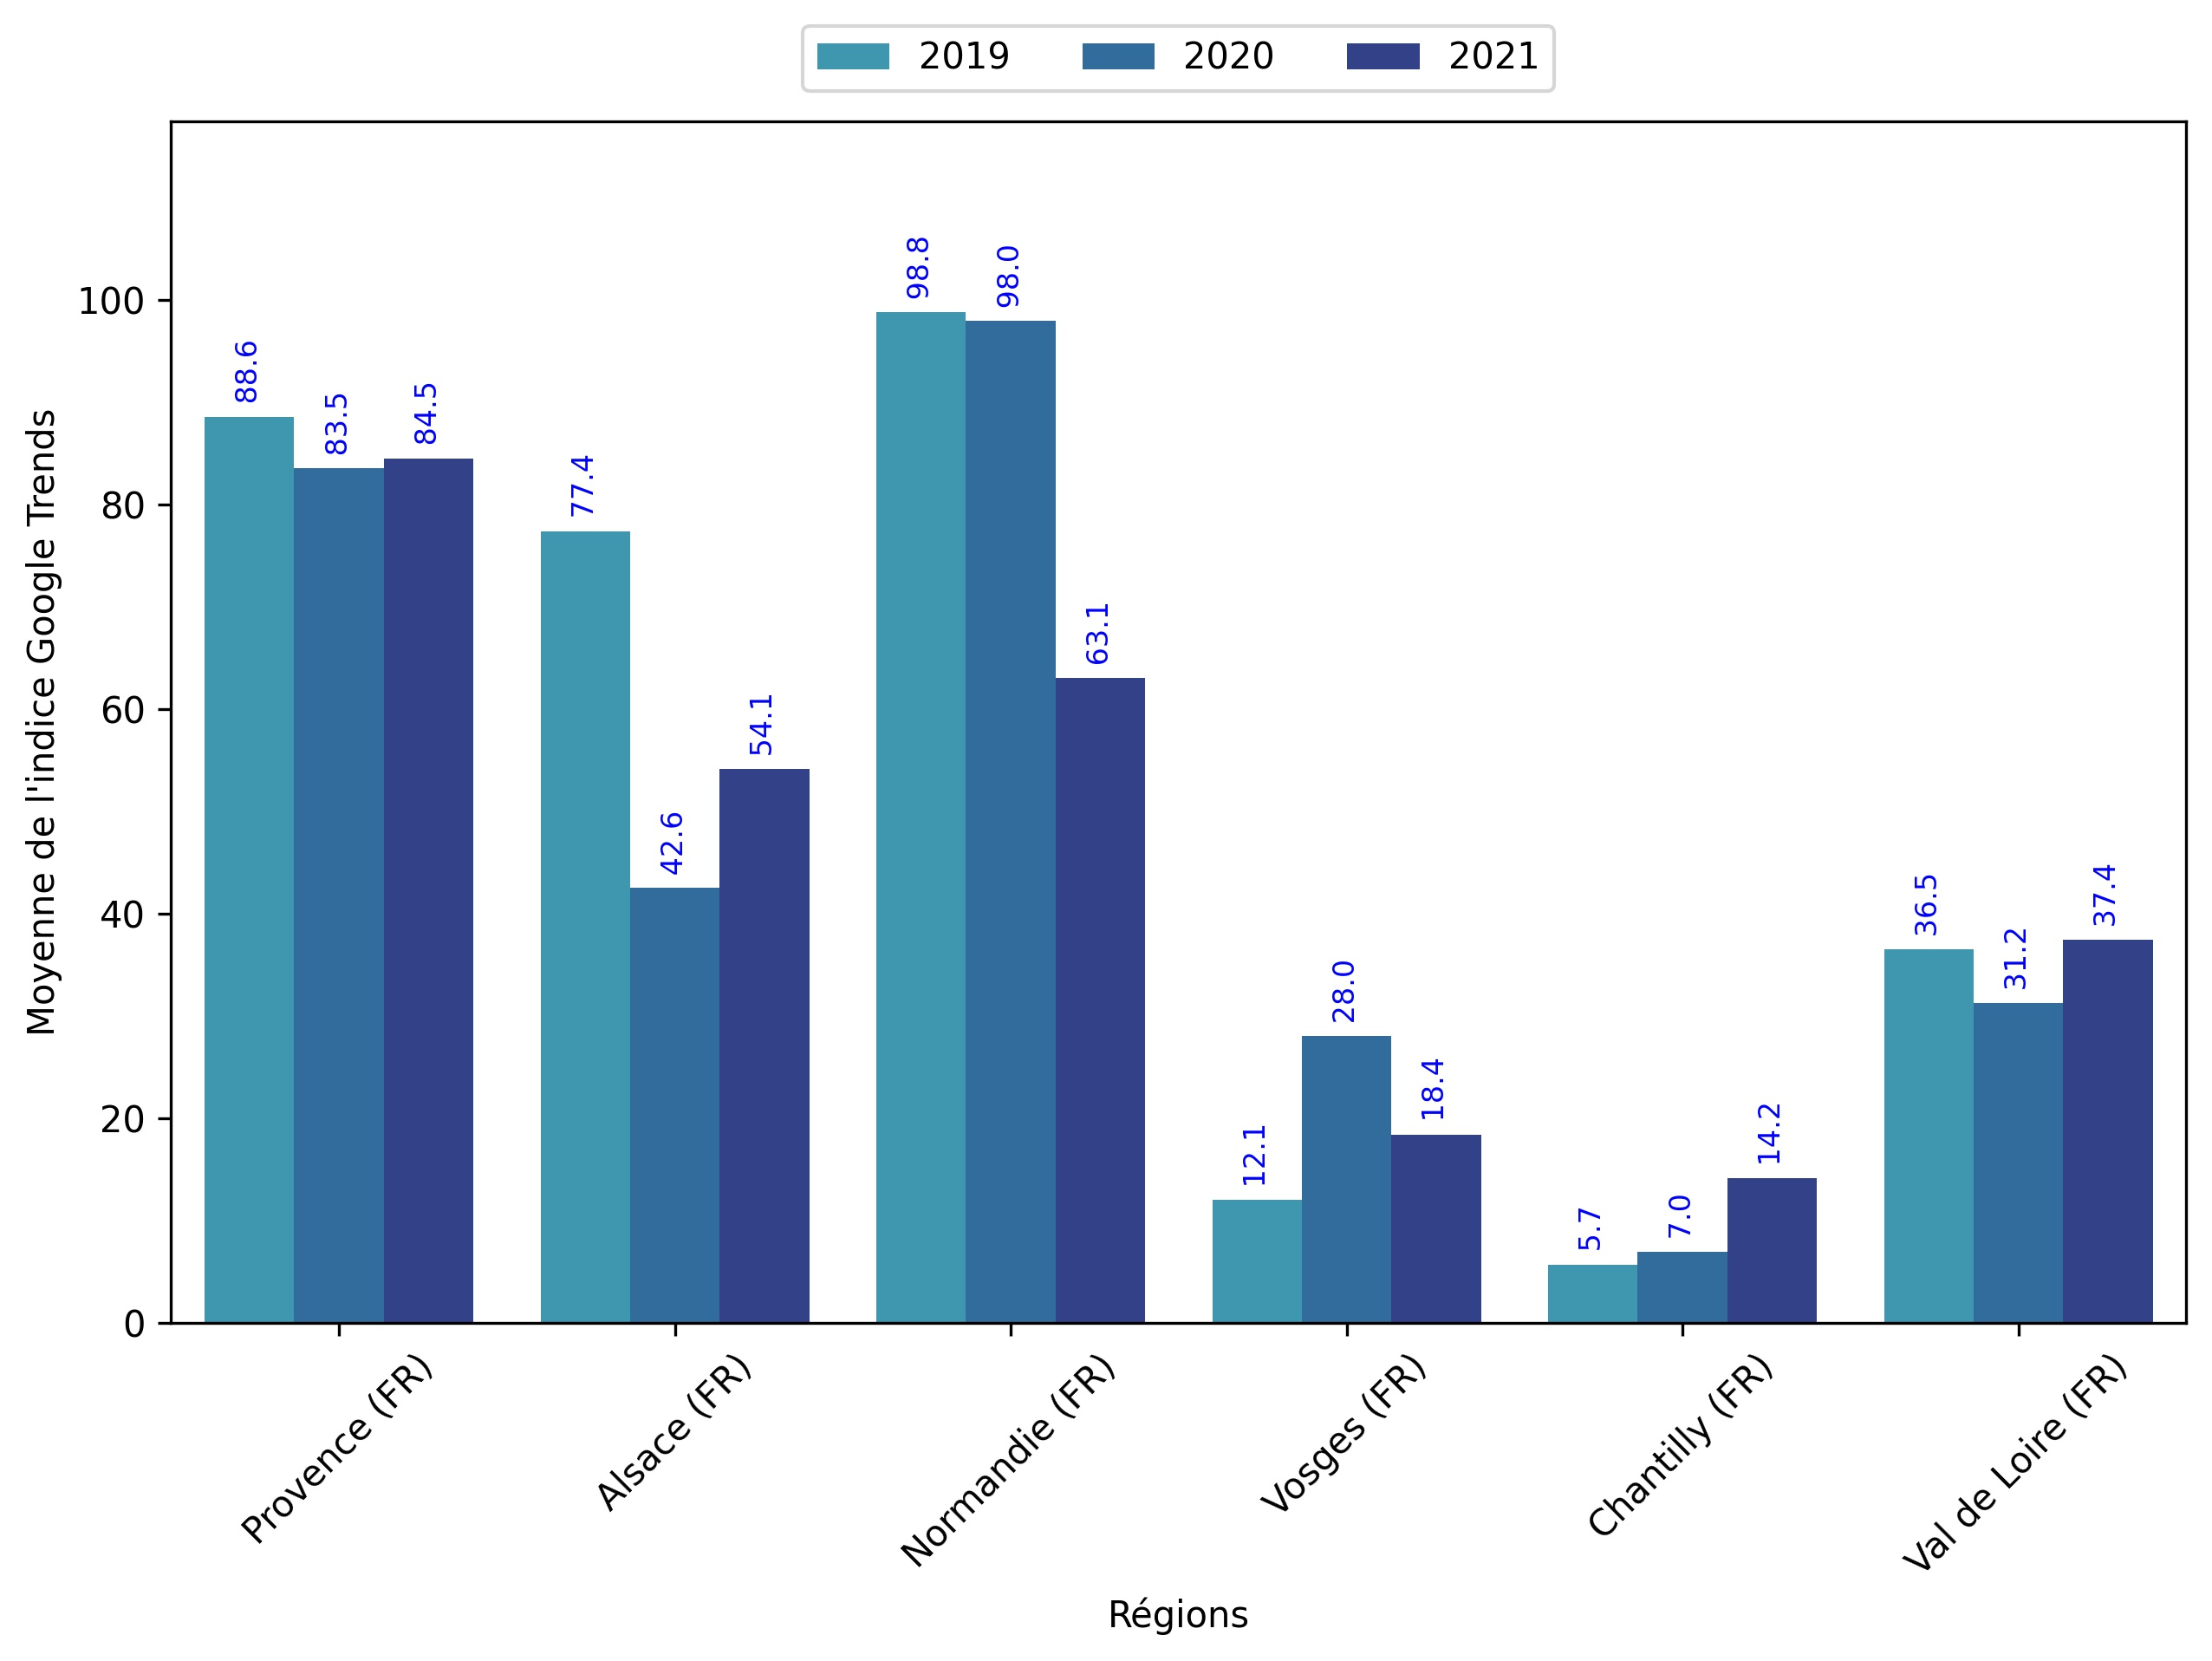 2019 2020 2021
Moyenne de l'indice Google Trends
100
80
60
40
20
0
88.6 83.5 84.5
77.4 42.6 54.1
98.8 98.0 63.1
12.1 28.0 18.4
5.7 7.0 14.2
36.5 31.2 37.4
Provence (FR)
Alsace (FR)
Normandie (FR)
Vosges (FR)
Chantilly (FR)
Val de Loire (FR)
Régions